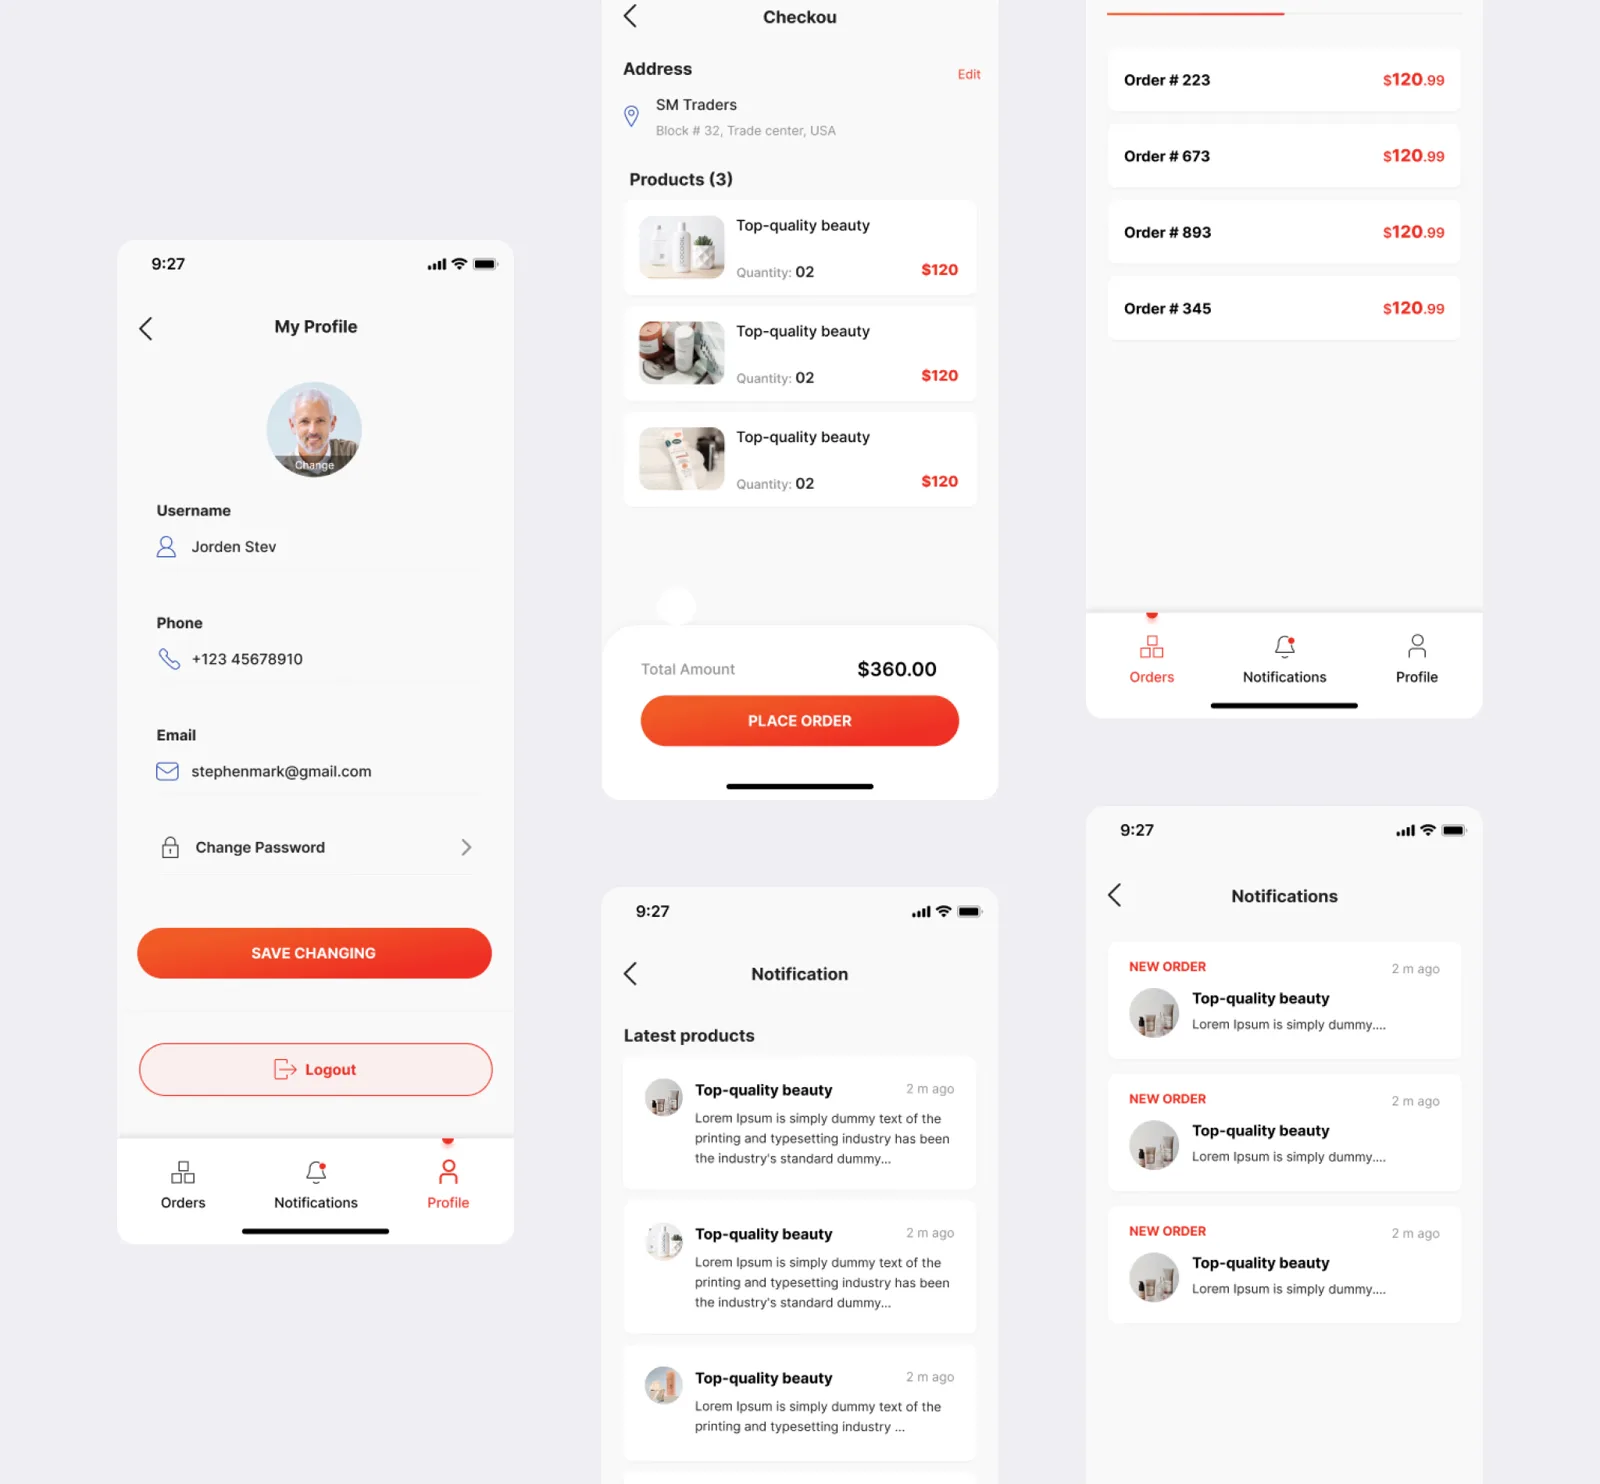 9:27
My Profile
Change
Username
Jorden Stev
Phone
+123 45678910
Email
stephenmark@gmail.com
Change Password
SAVE CHANGING
Logout
Orders
Notifications
Profile
Checkou
Address
Edit
SM Traders
Block # 32, Trade center, USA
Products (3)
Top-quality beauty
Quantity: 02
$120
Top-quality beauty
Quantity: 02
$120
Top-quality beauty
Quantity: 02
$120
Total Amount
$360.00
PLACE ORDER
9:27
Notification
Latest products
Top-quality beauty
2 m ago
Lorem Ipsum is simply dummy text of the
printing and typesetting industry has been
the industry's standard dummy...
Top-quality beauty
2 m ago
Lorem Ipsum is simply dummy text of the
printing and typesetting industry has been
the industry's standard dummy...
Top-quality beauty
2 m ago
Lorem Ipsum is simply dummy text of the
printing and typesetting industry ...
Order # 223
$120.99
Order # 673
$120.99
Order # 893
$120.99
Order # 345
$120.99
Orders
Notifications
Profile
9:27
Notifications
NEW ORDER
2 m ago
Top-quality beauty
Lorem Ipsum is simply dummy....
NEW ORDER
2 m ago
Top-quality beauty
Lorem Ipsum is simply dummy....
NEW ORDER
2 m ago
Top-quality beauty
Lorem Ipsum is simply dummy....